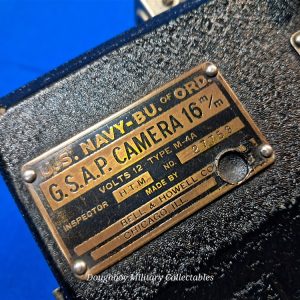 U.S. NAVY-BU. OF ORD.
G.S.A.P. CAMERA 16 m/m
VOLTS 12 TYPE M-4A
INSPECTOR H.T.M. NO.
MADE BY
BELL & HOWELL CO
CHICAGO, ILL.
Doughboy Military Collectables